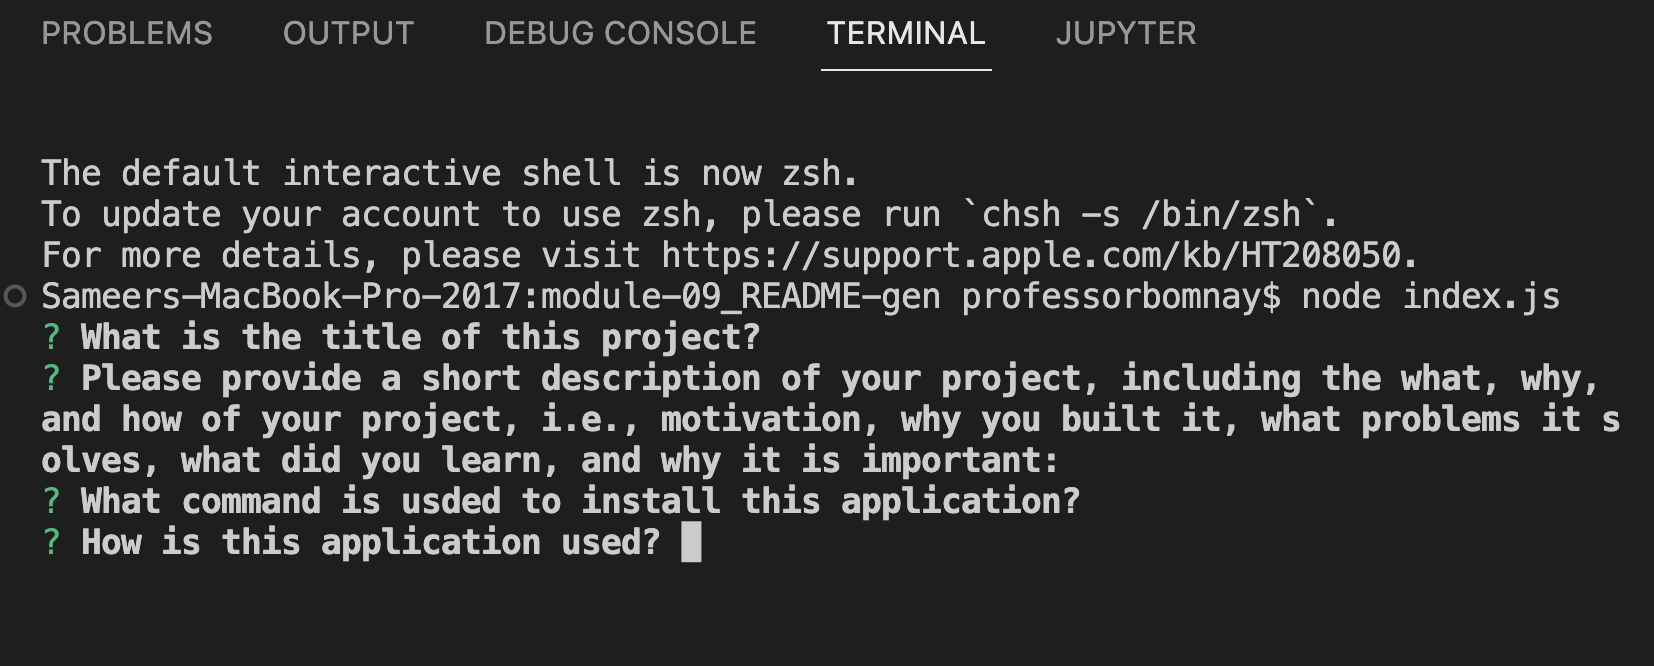 PROBLEMS OUTPUT DEBUG CONSOLE TERMINAL JUPYTER
The default interactive shell is now zsh.
To update your account to use zsh, please run `chsh -s /bin/zsh`.
For more details, please visit https://support.apple.com/kb/HT208050.
Sameers-MacBook-Pro-2017:module-09_README-gen professorbomnay$ node index.js
? What is the title of this project?
? Please provide a short description of your project, including the what, why,
and how of your project, i.e., motivation, why you built it, what problems it s
olves, what did you learn, and why it is important:
? What command is usded to install this application?
? How is this application used?